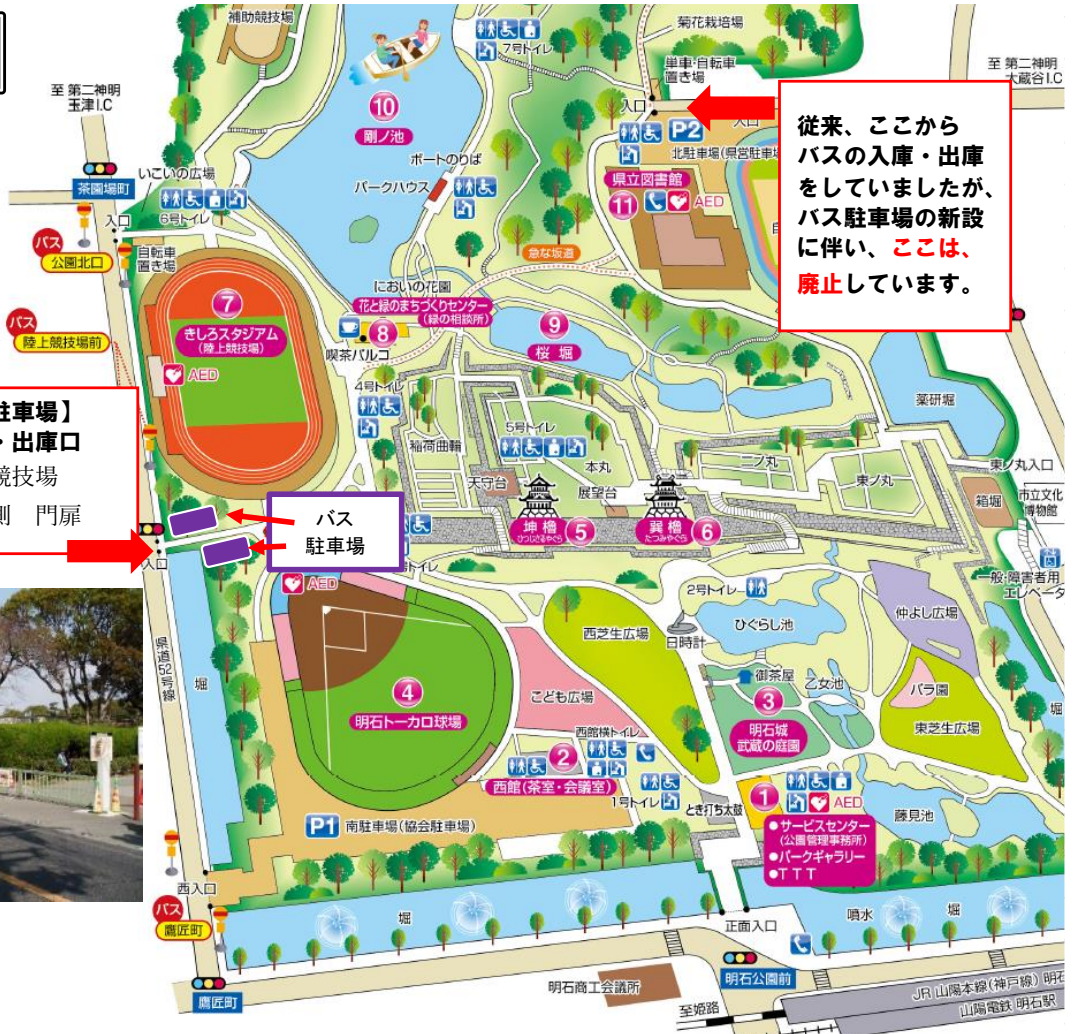 補助競技場
菊花栽培場
7号トイレ
単車・自転車
置き場
至 第二神明
大蔵谷I.C
至 第二神明
玉津I.C
入口
入口
P2
北駐車場(県営駐車場
従来、ここから
バスの入庫・出庫
をしていましたが、
バス駐車場の新設
に伴い、ここは、
廃止しています。
10
剛ノ池
ボートのりば
パークハウス
県立図書館
11
AED
茶園場町
いこいの広場
6号トイレ
入口
バス
公園北口
自転車
置き場
急な坂道
においの花園
花と緑のまちづくりセンター
(緑の相談所)
8
喫茶パルコ
7
きしろスタジアム
(陸上競技場)
AED
バス
陸上競技場前
9
桜堀
薬研堀
4号トイレ
稲荷曲輪
5号トイレ
本丸
天守台
展望台
二ノ丸
東ノ丸
東ノ丸入口
箱堀
市立文化
博物館
駐車場】
・出庫口
競技場
側 門扉
入口
バス
駐車場
坤櫓
ひつじさるやぐら
5
巽櫓
たつみやぐら
6
一般・障害者用
エレベータ
トイレ
AED
2号トイレ
日時計
ひぐらし池
仲よし広場
西芝生広場
御茶屋
乙女池
バラ園
東芝生広場
堀
3
明石城
武蔵の庭園
県道52号線
堀
4
明石トーカロ球場
こども広場
西館横トイレ
2
西館(茶室・会議室)
1号トイレ
とき打ち太鼓
1
AED
●サービスセンター
(公園管理事務所)
●パークギャラリー
●TTT
藤見池
P1
南駐車場(協会駐車場)
西入口
バス
鷹匠町
堀
正面入口
噴水
堀
鷹匠町
明石商工会議所
明石公園前
至姫路
JR 山陽本線(神戸線) 明石
山陽電鉄 明石駅